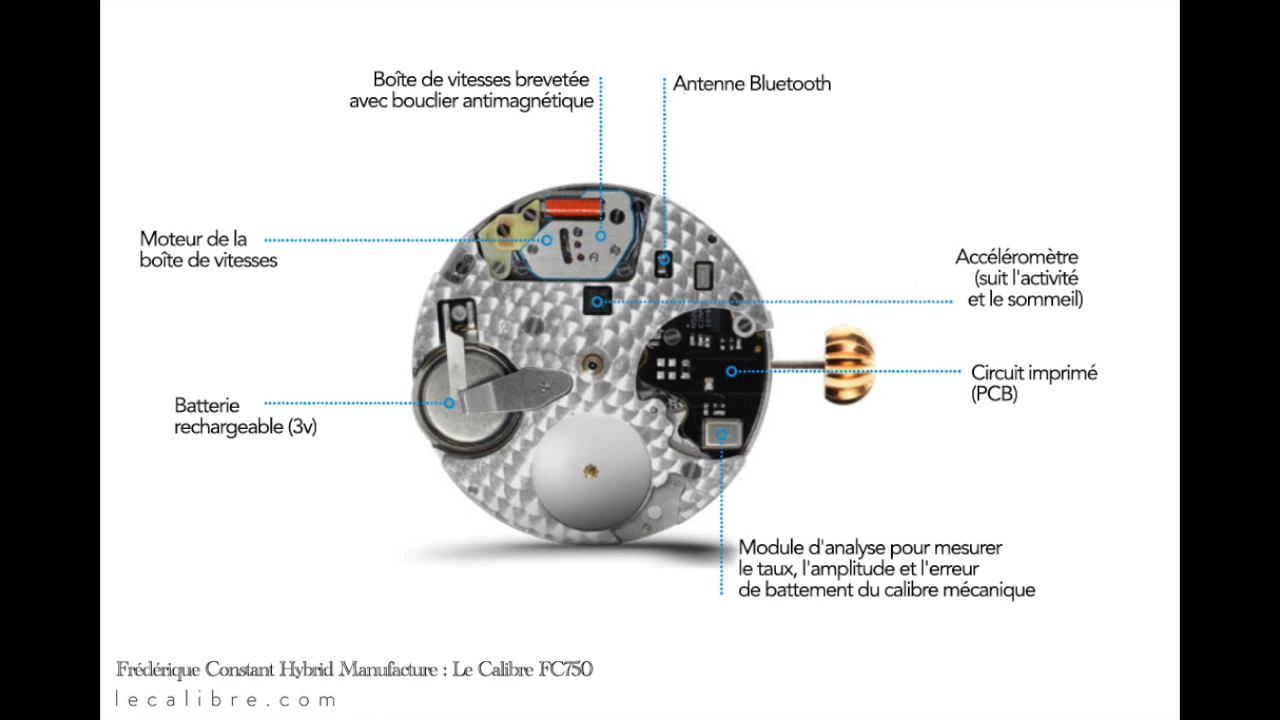 Boîte de vitesses brevetée
avec bouclier antimagnétique
Antenne Bluetooth
Moteur de la
boîte de vitesses
Accéléromètre
(suit l'activité
et le sommeil)
Circuit imprimé
(PCB)
Batterie
rechargeable (3v)
Module d'analyse pour mesurer
le taux, l'amplitude et l'erreur
de battement du calibre mécanique
Frédérique Constant Hybrid Manufacture : Le Calibre FC750
lecalibre.com